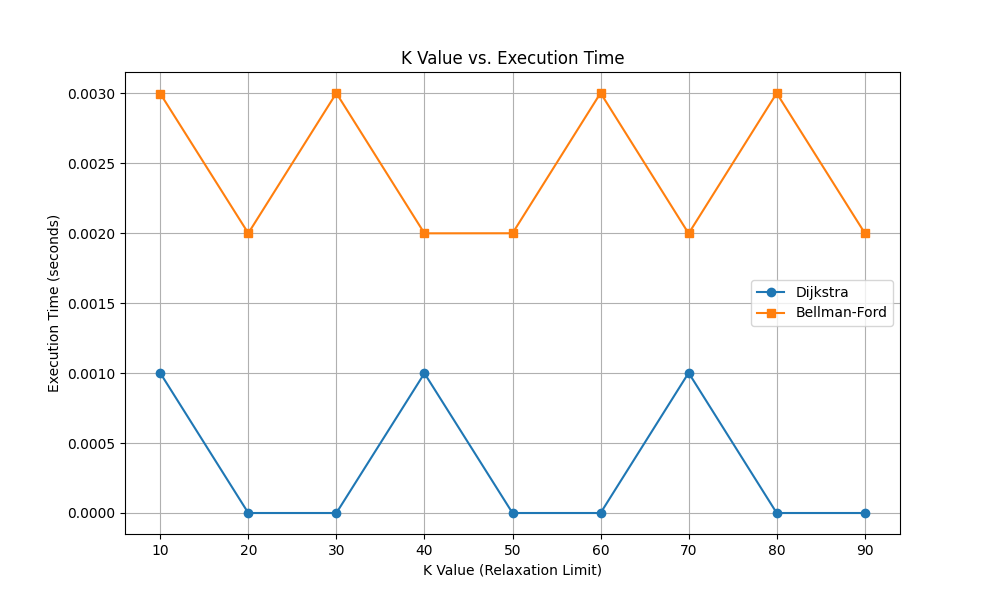 K Value vs. Execution Time
Execution Time (seconds)
0.0030
0.0025
0.0020
0.0015
0.0010
0.0005
0.0000
Dijkstra
Bellman-Ford
10 20 30 40 50 60 70 80 90
K Value (Relaxation Limit)